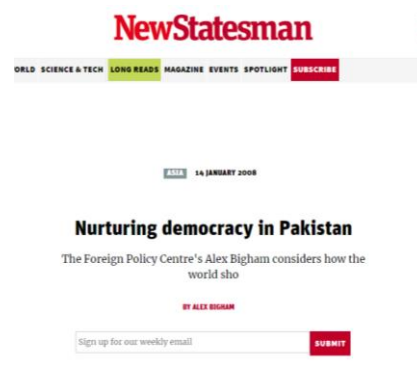 NewStatesman
ORLD SCIENCE & TECH LONG READS MAGAZINE EVENTS SPOTLIGHT SUBSCRIBE
ASIA 14 JANUARY 2008
Nurturing democracy in Pakistan
The Foreign Policy Centre's Alex Bigham considers how the
world sho
BY ALEX BIGHAM
Sign up for our weekly email SUBMIT